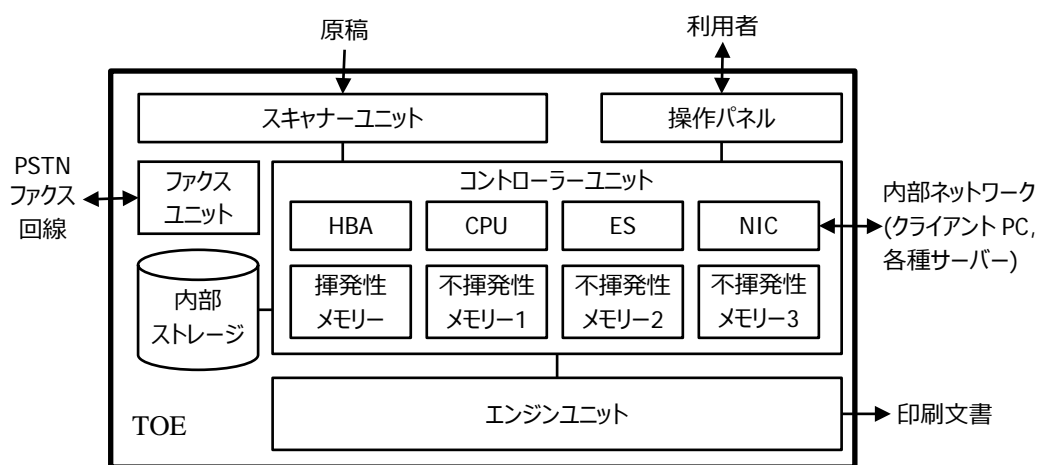 原稿
利用者
スキャナーユニット
操作パネル
PSTN
ファクス
回線
ファクス
ユニット
コントローラーユニット
HBA
CPU
ES
NIC
内部ネットワーク
(クライアント PC,
各種サーバー)
内部
ストレージ
揮発性
メモリー
不揮発性
メモリー1
不揮発性
メモリー2
不揮発性
メモリー3
TOE
エンジンユニット
印刷文書